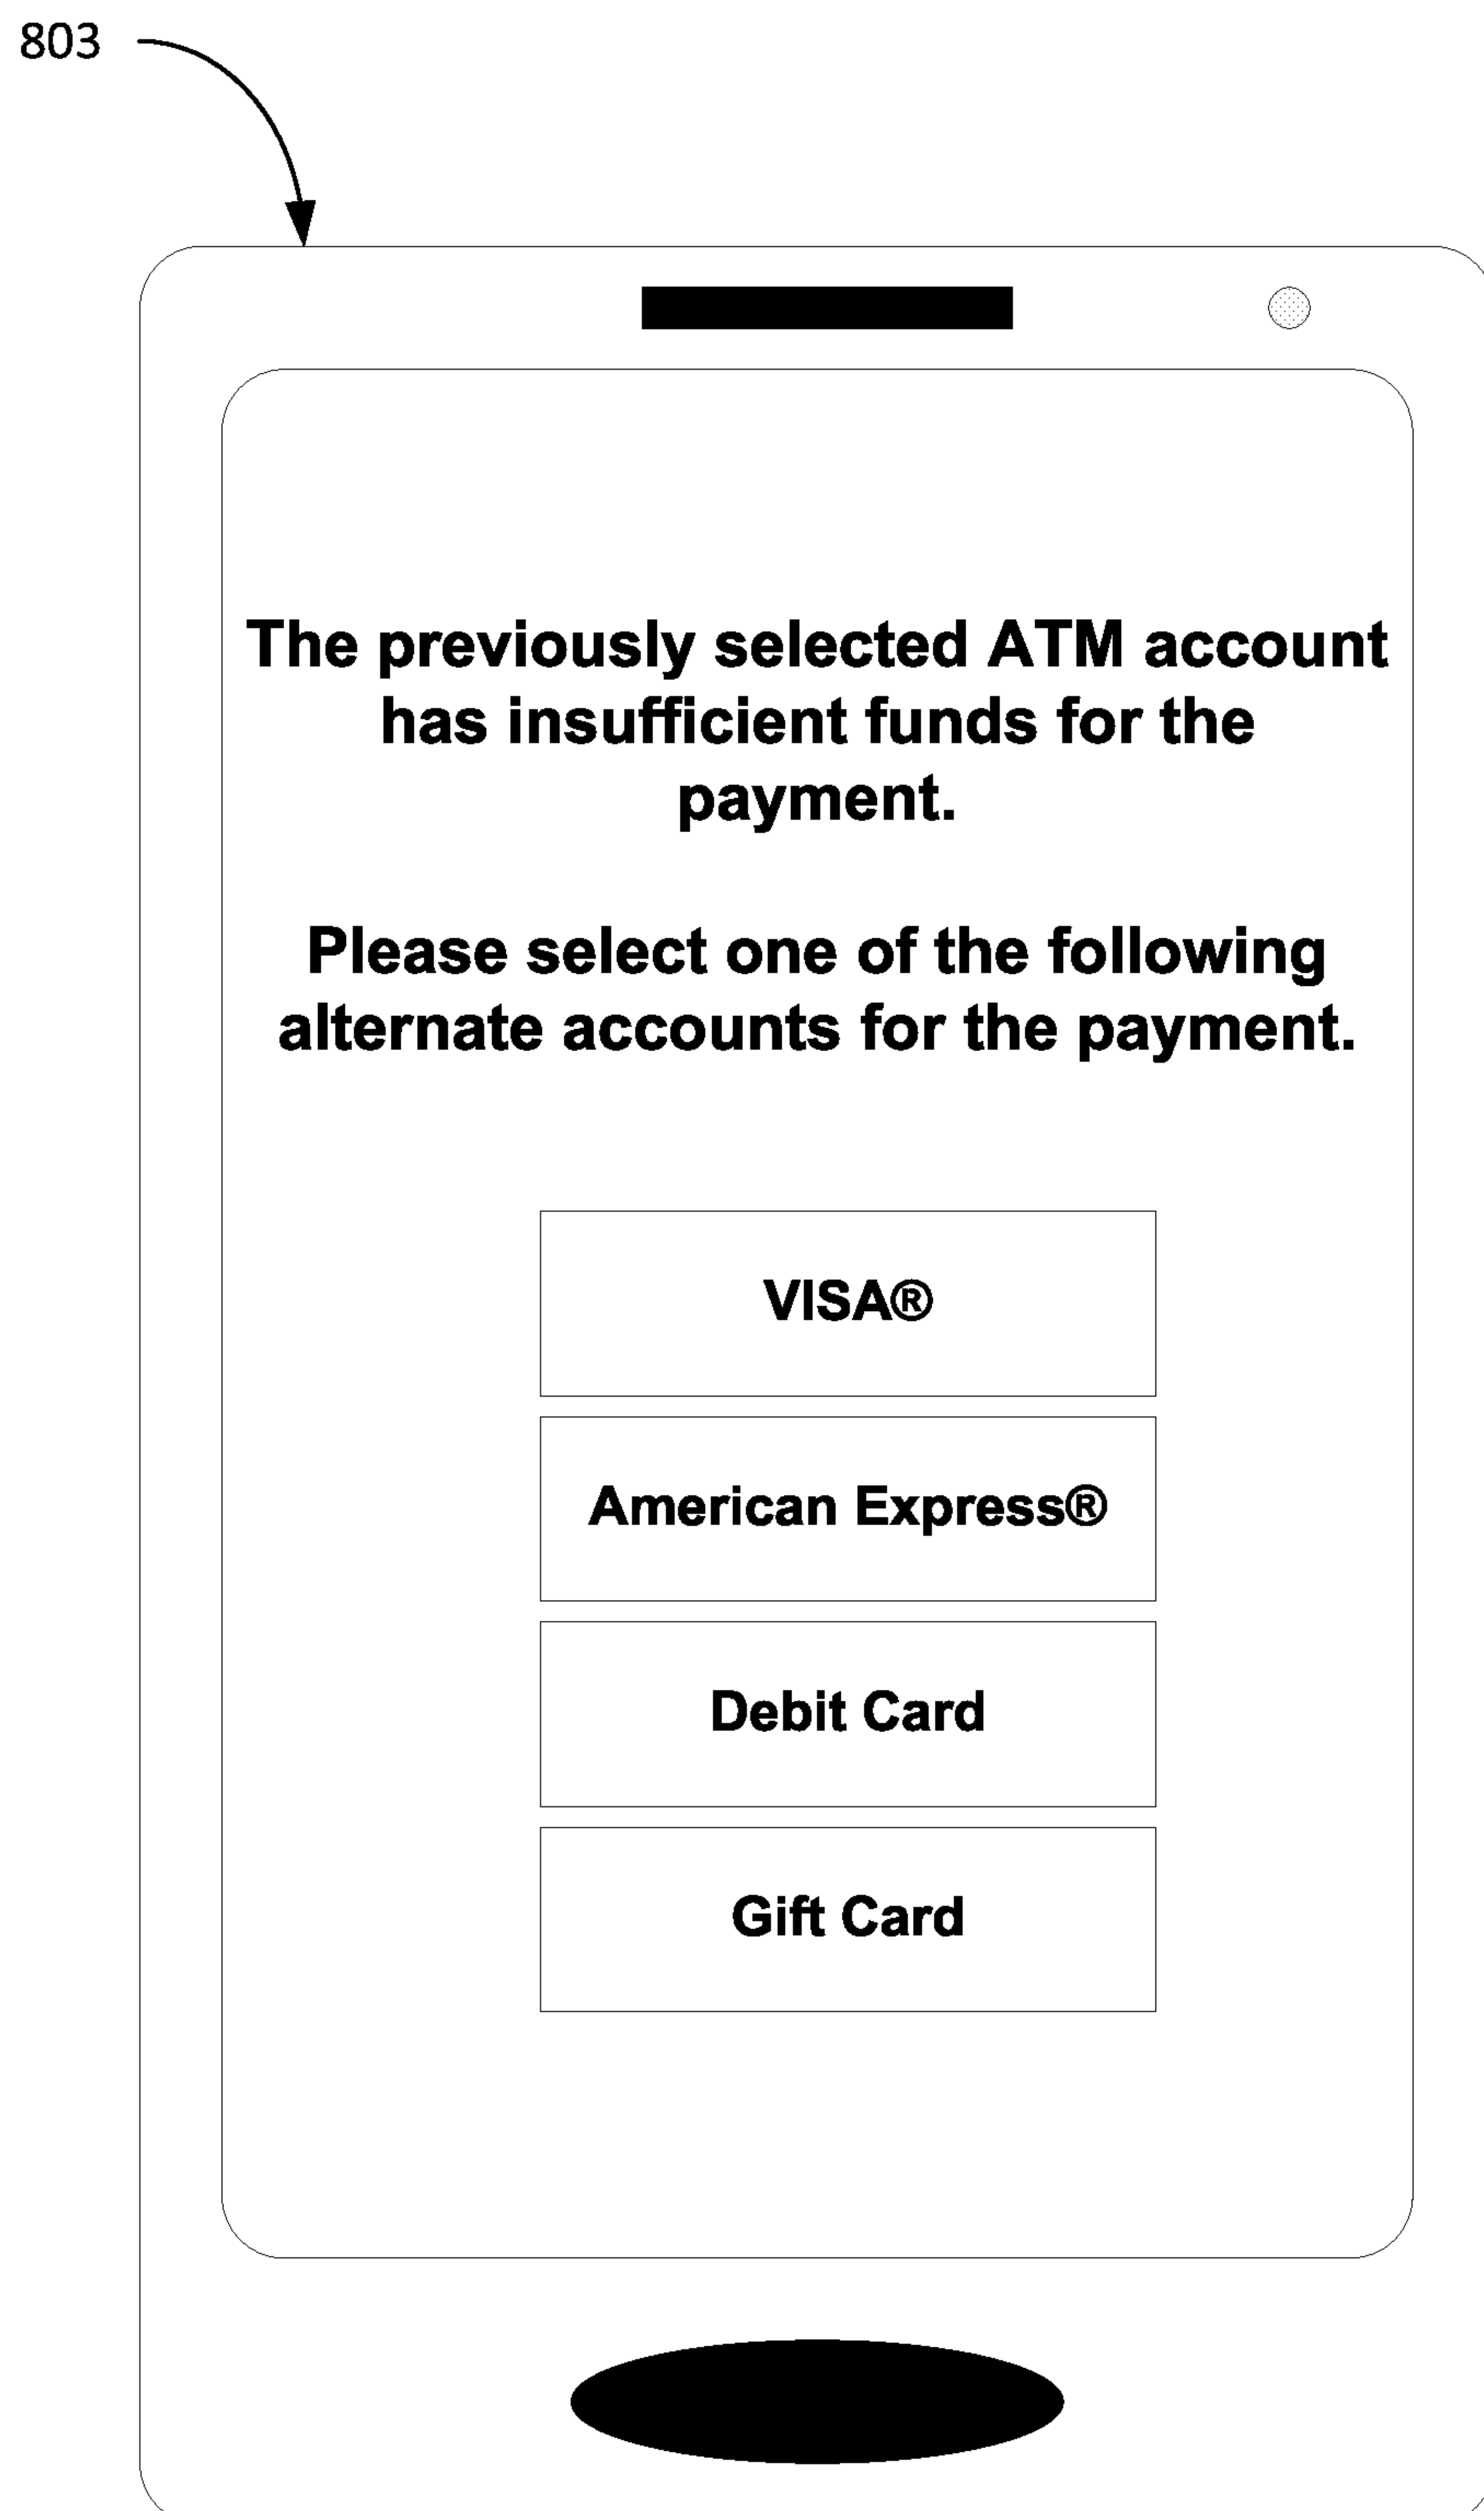 803
The previously selected ATM account
has insufficient funds for the
payment.
Please select one of the following
alternate accounts for the payment.
VISA®
American Express®
Debit Card
Gift Card